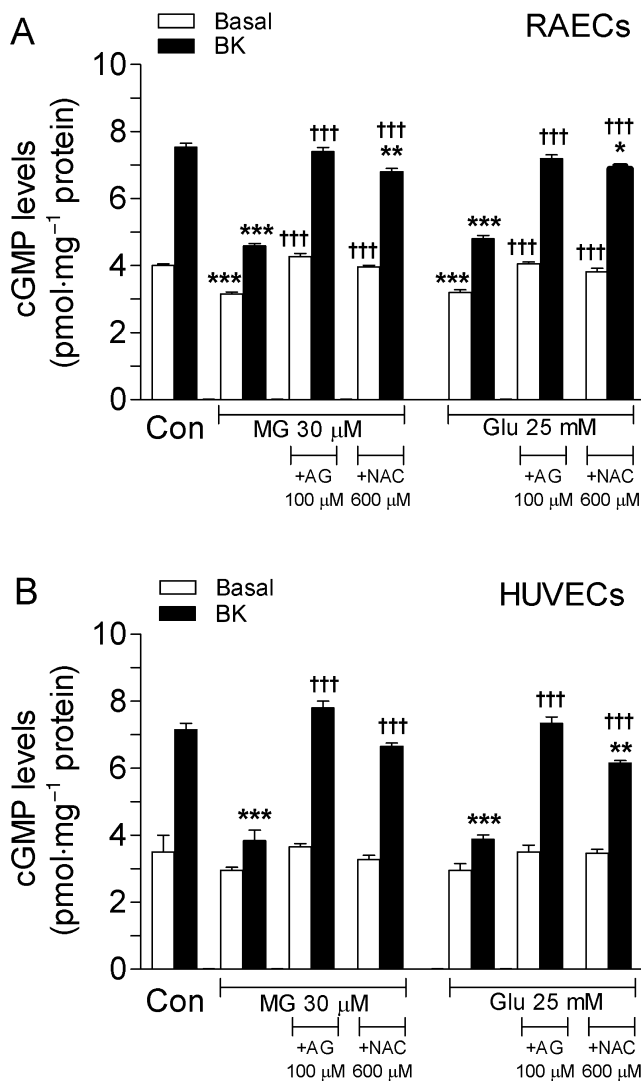 A
Basal
BK
RAECs
cGMP levels
(pmol·mg⁻¹ protein)
10
8
6
4
2
0
***
***
†††
†††
†††
†††
**
***
***
†††
†††
†††
†††
*
Con
MG 30 μM
Glu 25 mM
+AG
100 μM
+NAC
600 μM
+AG
100 μM
+NAC
600 μM
B
Basal
BK
HUVECs
cGMP levels
(pmol·mg⁻¹ protein)
10
8
6
4
2
0
***
†††
†††
***
†††
†††
**
Con
MG 30 μM
Glu 25 mM
+AG
100 μM
+NAC
600 μM
+AG
100 μM
+NAC
600 μM